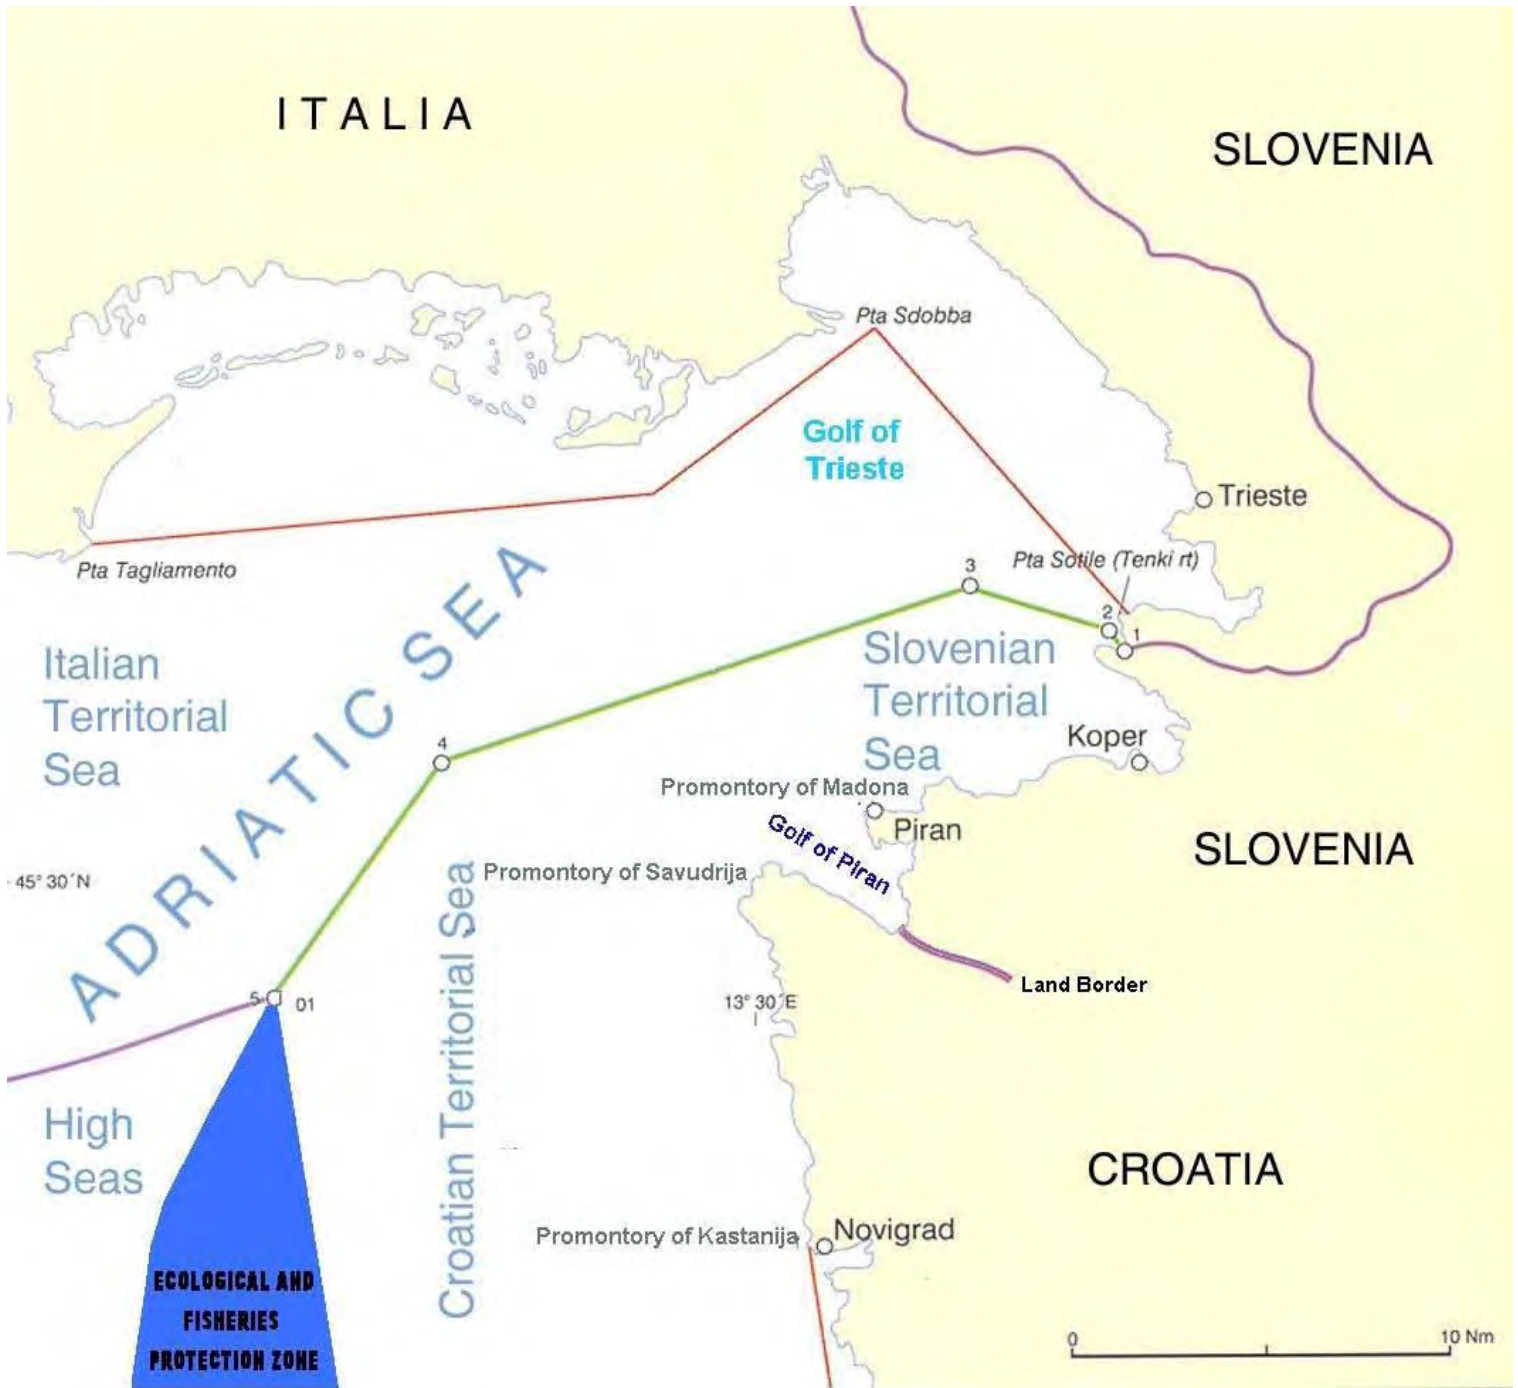 ITALIA
SLOVENIA
Pta Sdobba
Golf of
Trieste
Trieste
Pta Sotile (Tenki rt)
Pta Tagliamento
ADRIATIC SEA
3
2
1
Italian
Territorial
Sea
Slovenian
Territorial
Sea
4
Koper
Promontory of Madona
Piran
Golf of Piran
SLOVENIA
Promontory of Savudrija
45° 30´N
Croatian Territorial Sea
Land Border
5
01
13° 30´E
High
Seas
CROATIA
Promontory of Kastanija
Novigrad
ECOLOGICAL AND
FISHERIES
PROTECTION ZONE
0
10 Nm